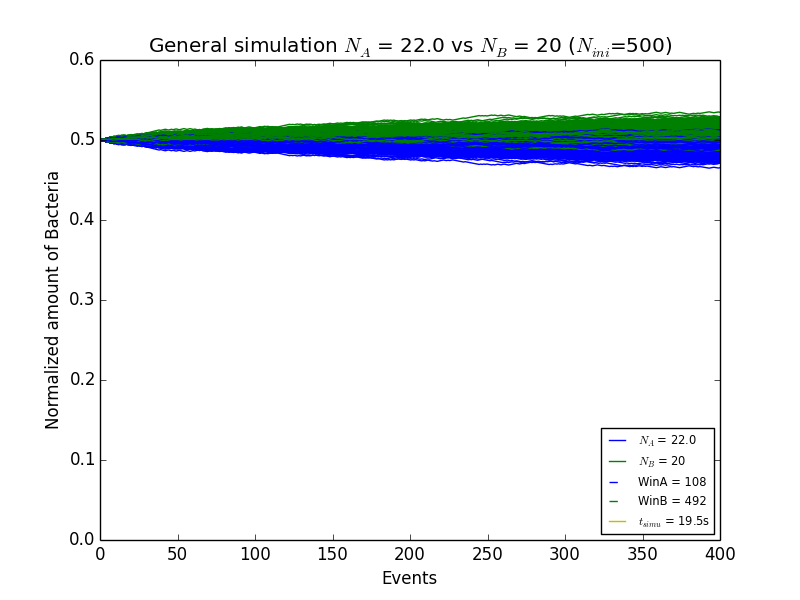 General simulation N_A = 22.0 vs N_B = 20 (N_ini=500)
0.6
0.5
0.4
0.3
0.2
0.1
0.0
Normalized amount of Bacteria
N_A = 22.0
N_B = 20
WinA = 108
WinB = 492
t_simu = 19.5s
0 50 100 150 200 250 300 350 400
Events